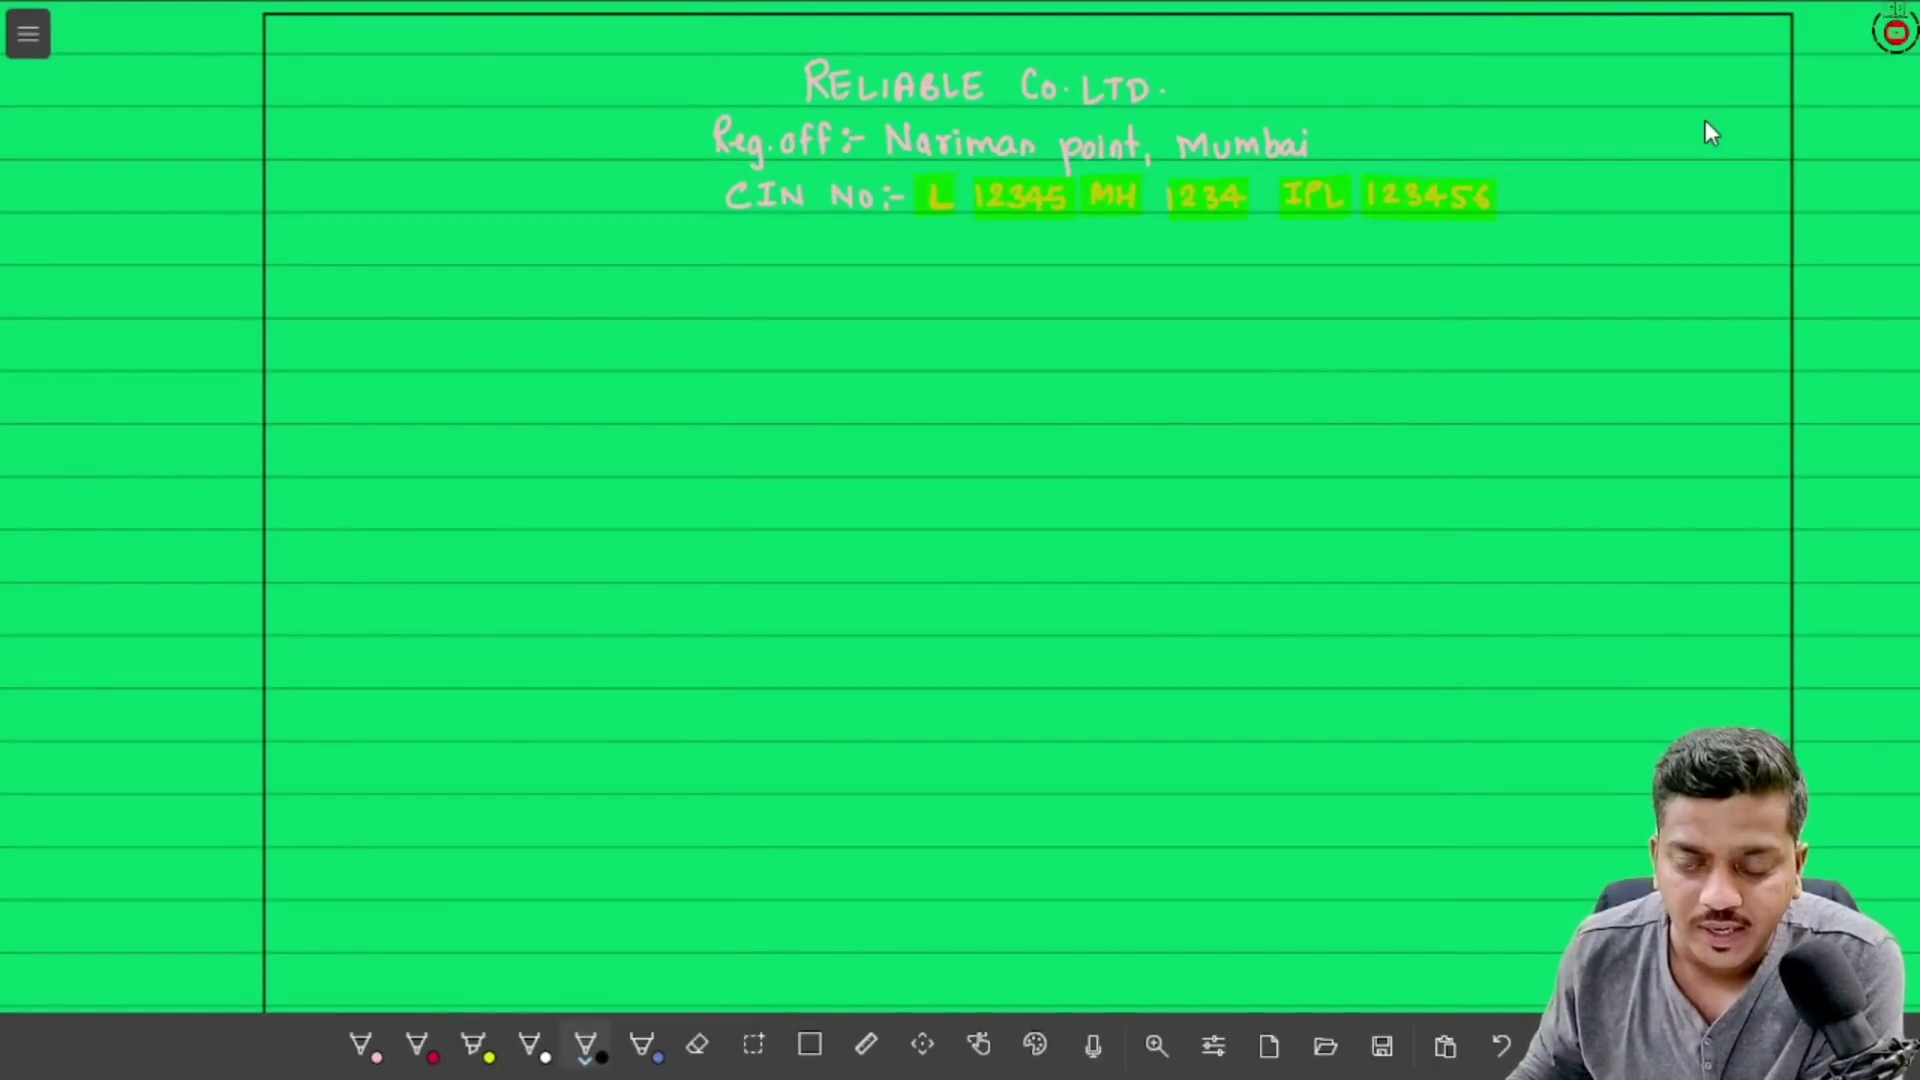 RELIABLE Co. LTD.
Reg. off :- Nariman point, Mumbai
CIN No :- L 12345 MH 1234 IPL 123456